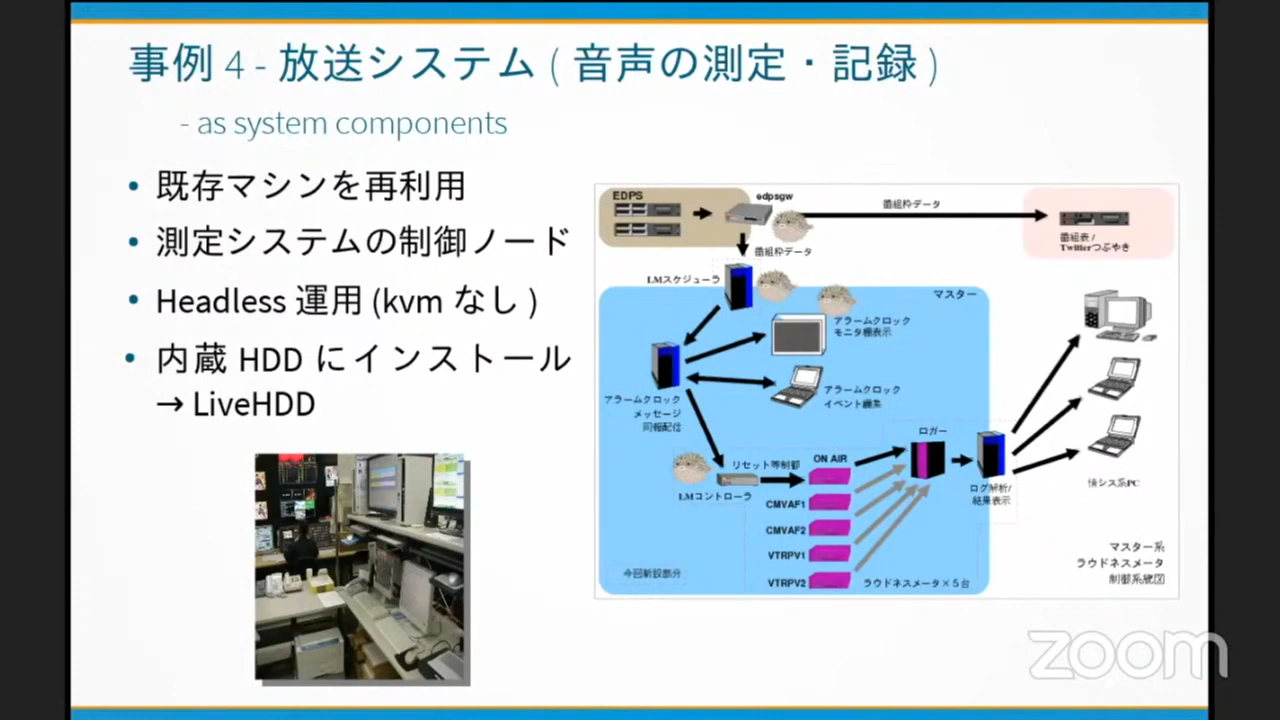 事例 4 - 放送システム ( 音声の測定・記録 )
- as system components
• 既存マシンを再利用
• 測定システムの制御ノード
• Headless 運用 (kvm なし )
• 内蔵 HDD にインストール
→ LiveHDD
EDPS
edpsgw
番組枠データ
番組表 /
Twitterつぶやき
番組枠データ
LMスケジューラ
マスター
アラームクロック
モニタ棚表示
アラームクロック
イベント編集
アラームクロック
メッセージ
同報配信
リセット等制御
LMコントローラ
ON AIR
CMVAF1
CMVAF2
VTRPV1
VTRPV2
ラウドネスメータ×５台
今回新設部分
ロガー
ログ解析/
結果表示
情シス系PC
マスター系
ラウドネスメータ
制御系統図
zoom